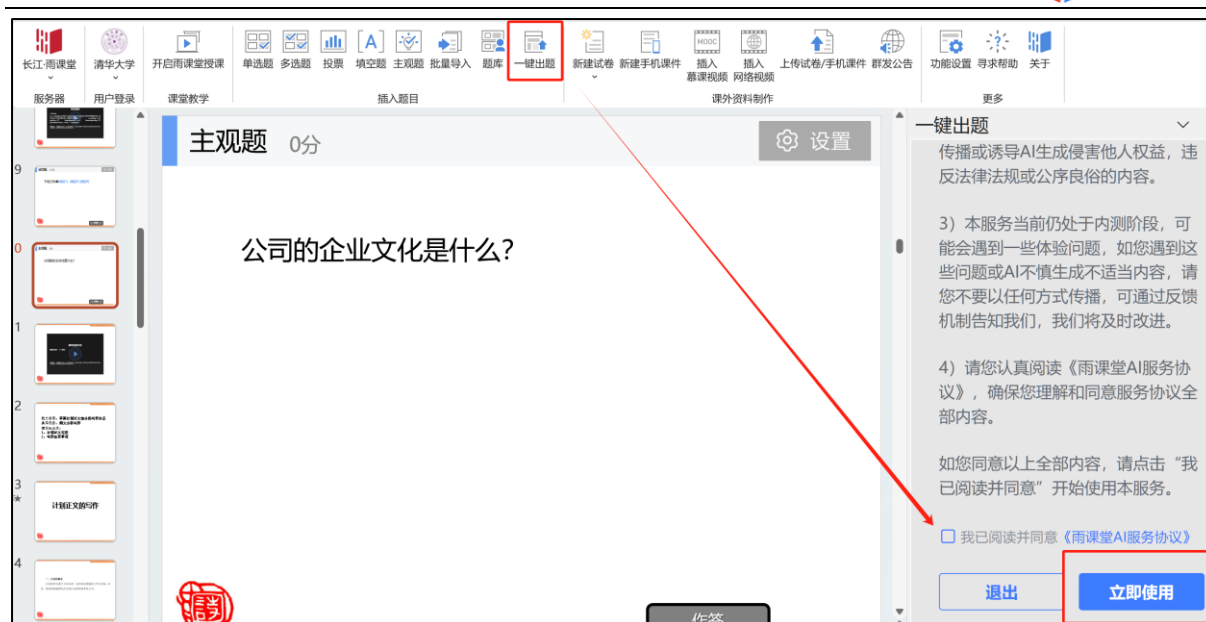 长江·雨课堂 清华大学 开启雨课堂授课 单选题 多选题 投票 填空题 主观题 批量导入 题库 一键出题 新建试卷 新建手机课件 插入 慕课视频 插入 网络视频 上传试卷/手机课件 群发公告 功能设置 寻求帮助 关于
MOOC
服务器 用户登录 课堂教学 插入题目 课外资料制作 更多
主观题 0分
设置
公司的企业文化是什么?
作答
9
0
1
2
3
计划正文的写作
4
一键出题
传播或诱导AI生成侵害他人权益，违
反法律法规或公序良俗的内容。
3）本服务当前仍处于内测阶段，可
能会遇到一些体验问题，如您遇到这
些问题或AI不慎生成不适当内容，请
您不要以任何方式传播，可通过反馈
机制告知我们，我们将及时改进。
4）请您认真阅读《雨课堂AI服务协
议》，确保您理解和同意服务协议全
部内容。
如您同意以上全部内容，请点击“我
已阅读并同意”开始使用本服务。
我已阅读并同意《雨课堂AI服务协议》
退出 立即使用